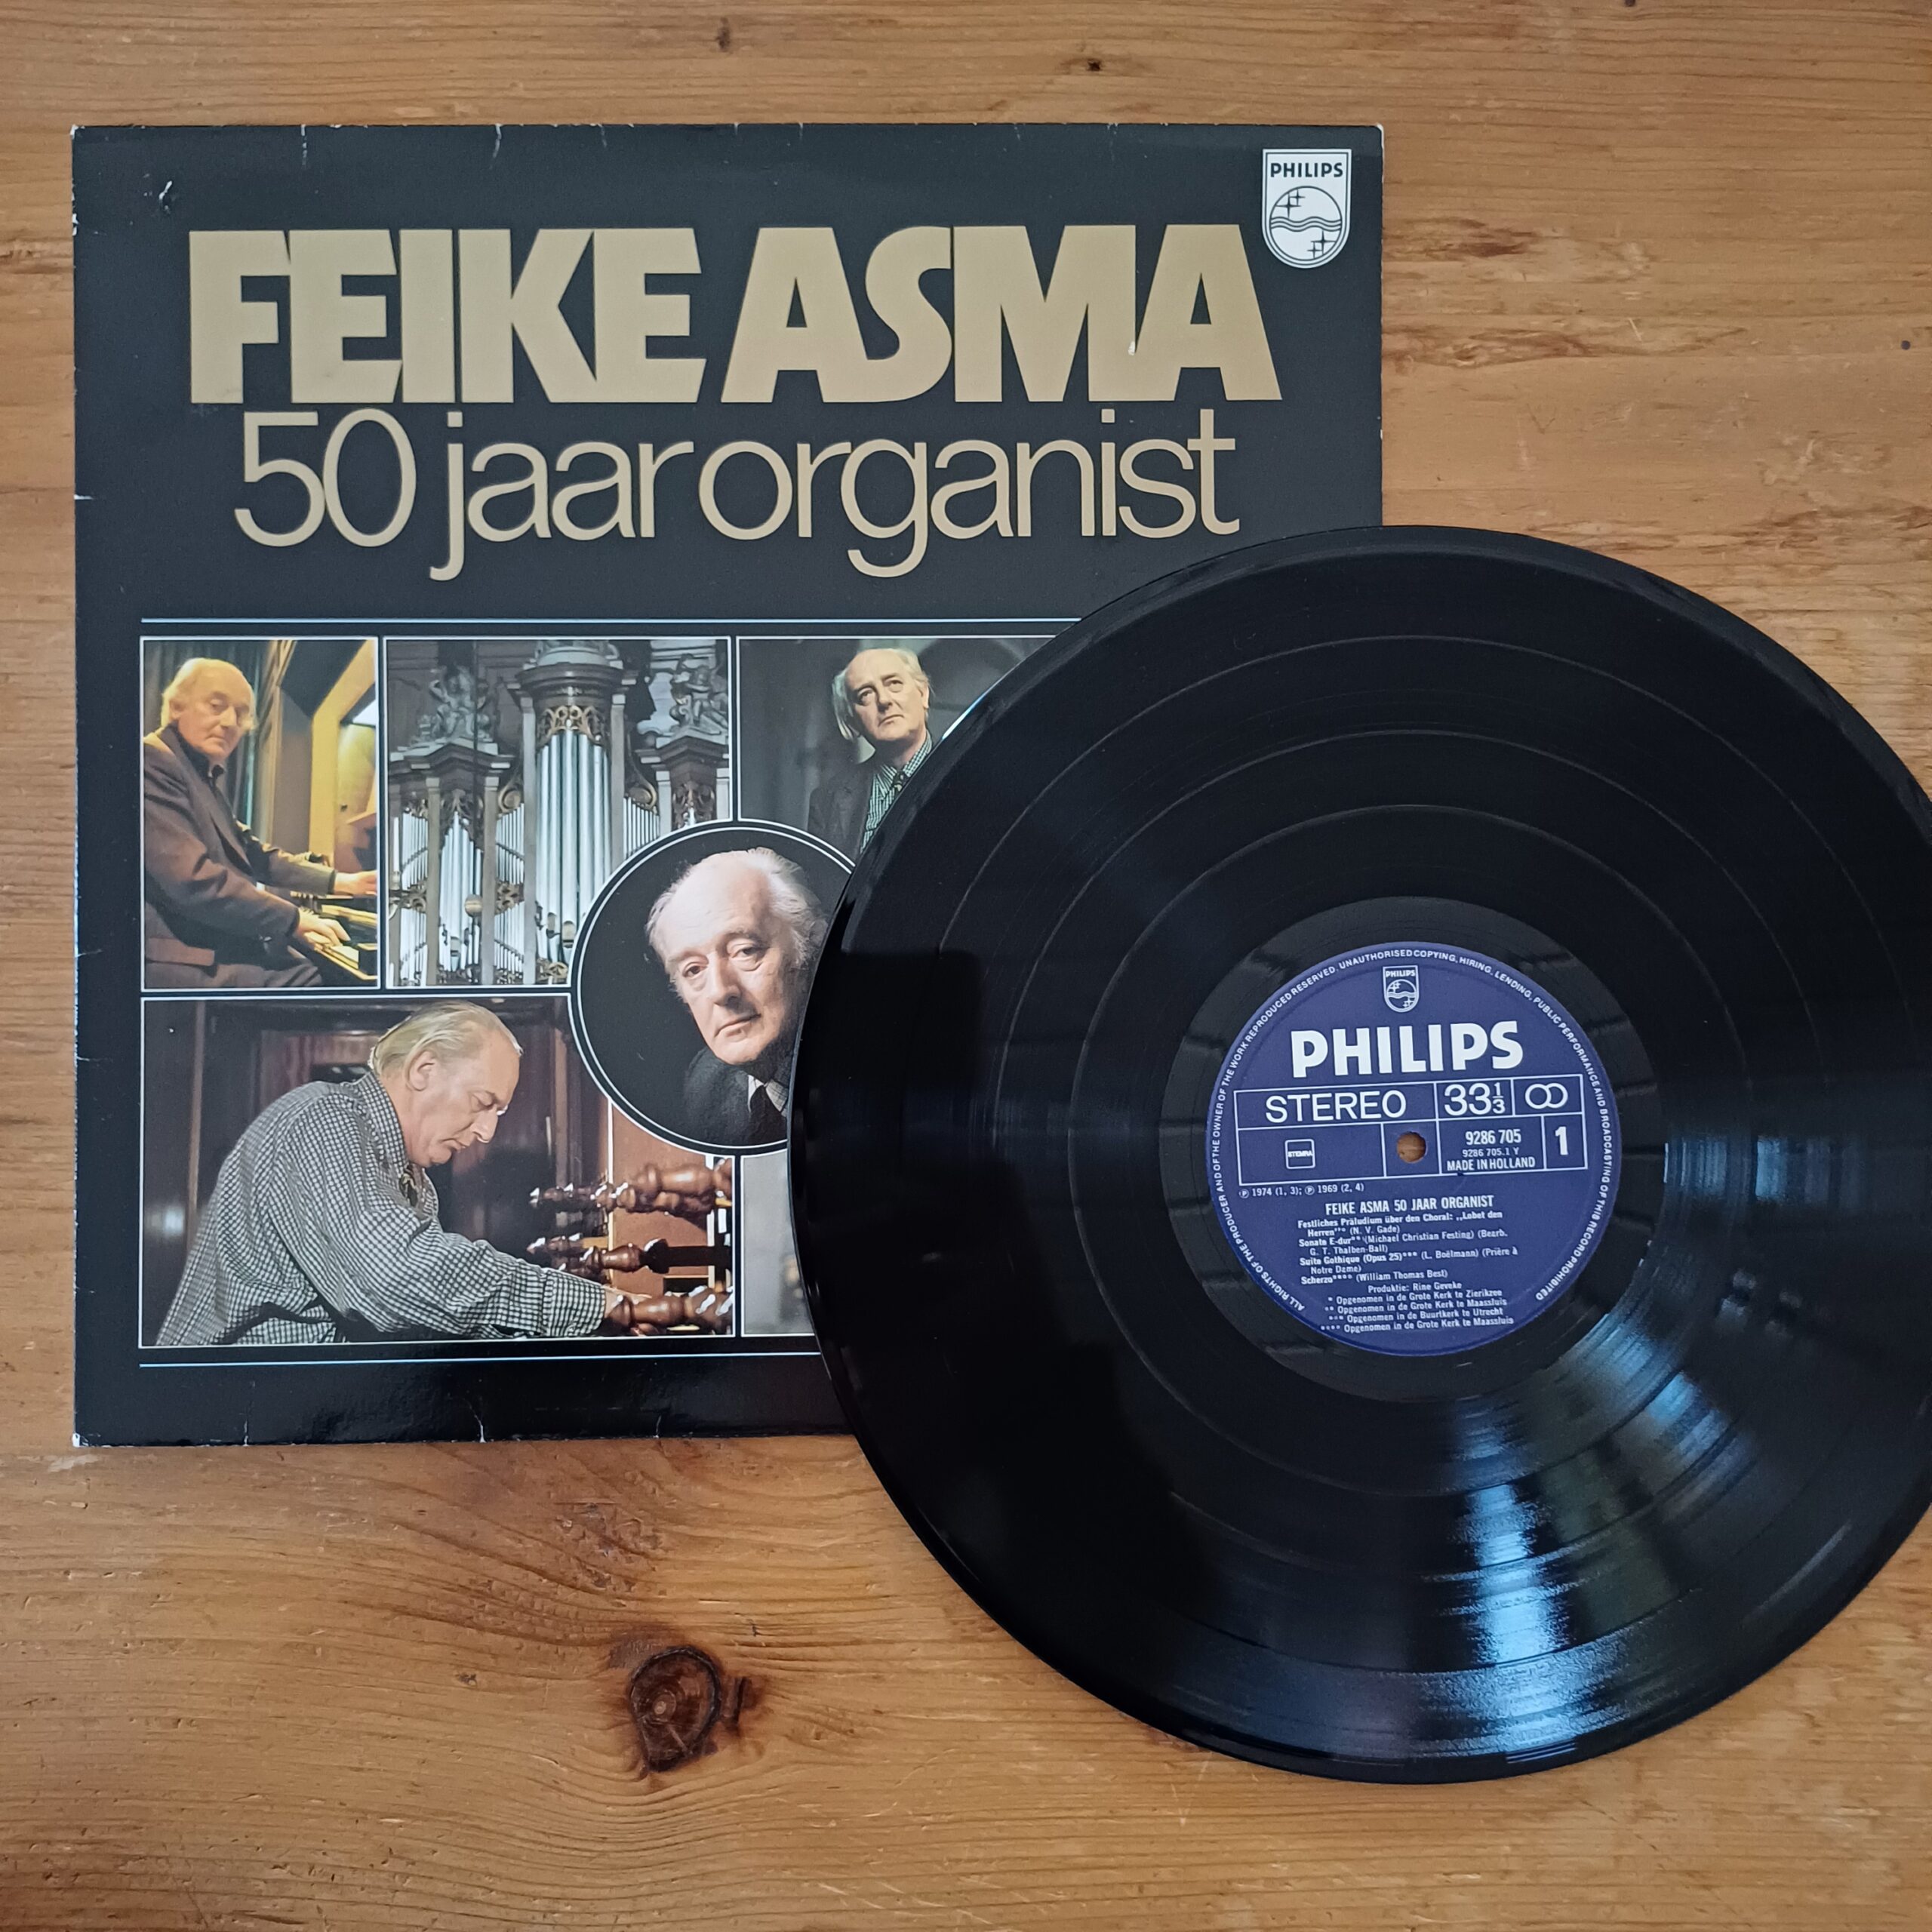 PHILIPS
FEIKE ASMA
50 jaar organist
ALL RIGHTS OF THE PRODUCER AND OF THE OWNER OF THE WORK REPRODUCED RESERVED UNAUTHORISED COPYING, HIRING, LENDING, PUBLIC PERFORMANCE AND BROADCASTING OF THIS RECORD PROHIBITED
PHILIPS
PHILIPS
STEREO 33 1/3
STEMRA
9286 705
9286 705.1 Y
MADE IN HOLLAND
1
℗ 1974 (1, 3); ℗ 1969 (2, 4)
FEIKE ASMA 50 JAAR ORGANIST
Festliches Präludium über den Choral: ,,Lobet den
Herren''* (N. V. Gade)
Sonate E-dur** (Michael Christian Festing) (Bearb.
G. T. Thalben-Ball)
Suite Gothique (Opus 25)*** (L. Boëlmann) (Prière à
Notre Dame)
Scherzo**** (William Thomas Best)
Produktie: Rine Geveke
* Opgenomen in de Grote Kerk te Zierikzee
** Opgenomen in de Grote Kerk te Maassluis
*** Opgenomen in de Buurtkerk te Utrecht
**** Opgenomen in de Grote Kerk te Maassluis